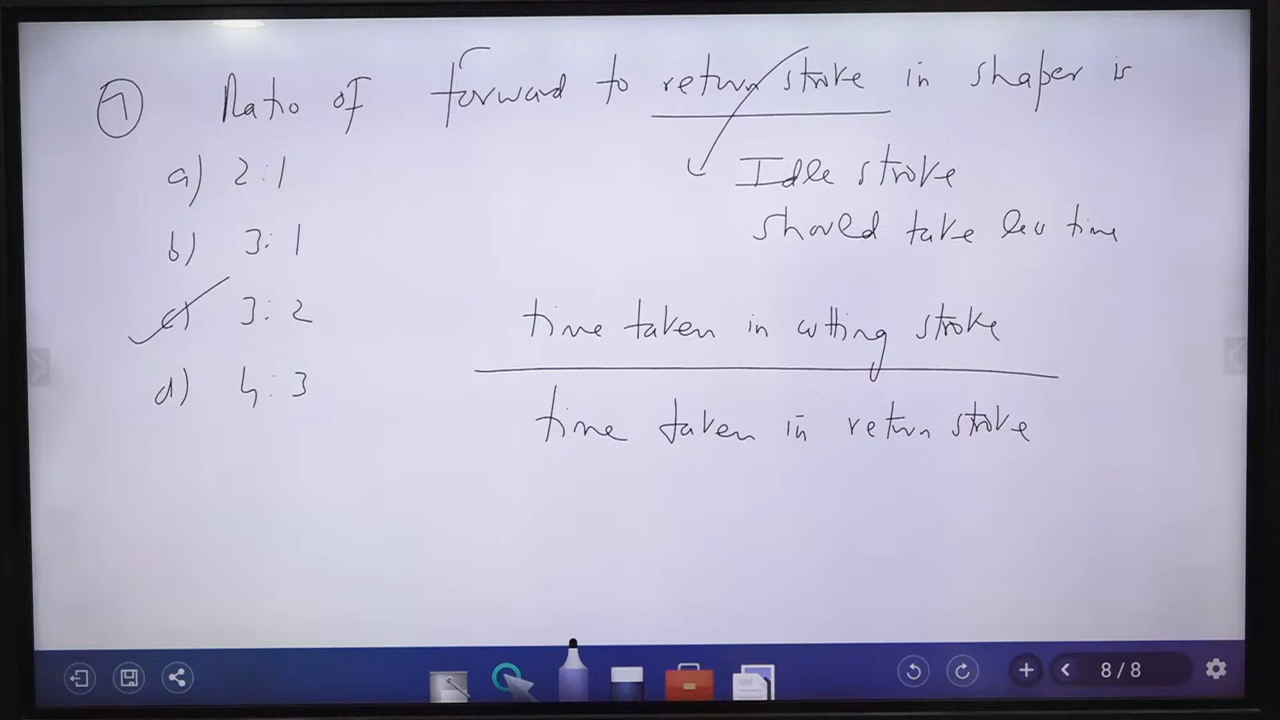 7 Ratio of forward to return stroke in shaper is
a) 2:1
Idle stroke
b) 3:1
should take less time
c) 3:2
time taken in cutting stroke
d) 4:3
time taken in return stroke
8/8